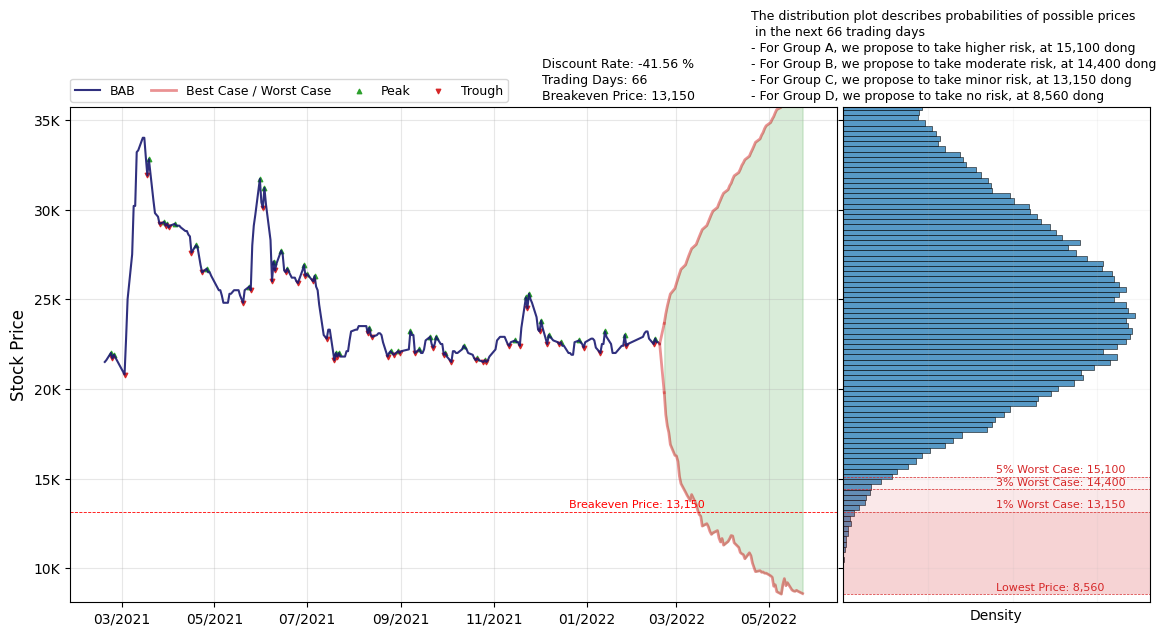 The distribution plot describes probabilities of possible prices
in the next 66 trading days
- For Group A, we propose to take higher risk, at 15,100 dong
- For Group B, we propose to take moderate risk, at 14,400 dong
- For Group C, we propose to take minor risk, at 13,150 dong
- For Group D, we propose to take no risk, at 8,560 dong
Discount Rate: -41.56 %
Trading Days: 66
Breakeven Price: 13,150
BAB Best Case / Worst Case Peak Trough
Stock Price
35K
30K
25K
20K
15K
10K
Breakeven Price: 13,150
03/2021 05/2021 07/2021 09/2021 11/2021 01/2022 03/2022 05/2022
5% Worst Case: 15,100
3% Worst Case: 14,400
1% Worst Case: 13,150
Lowest Price: 8,560
Density